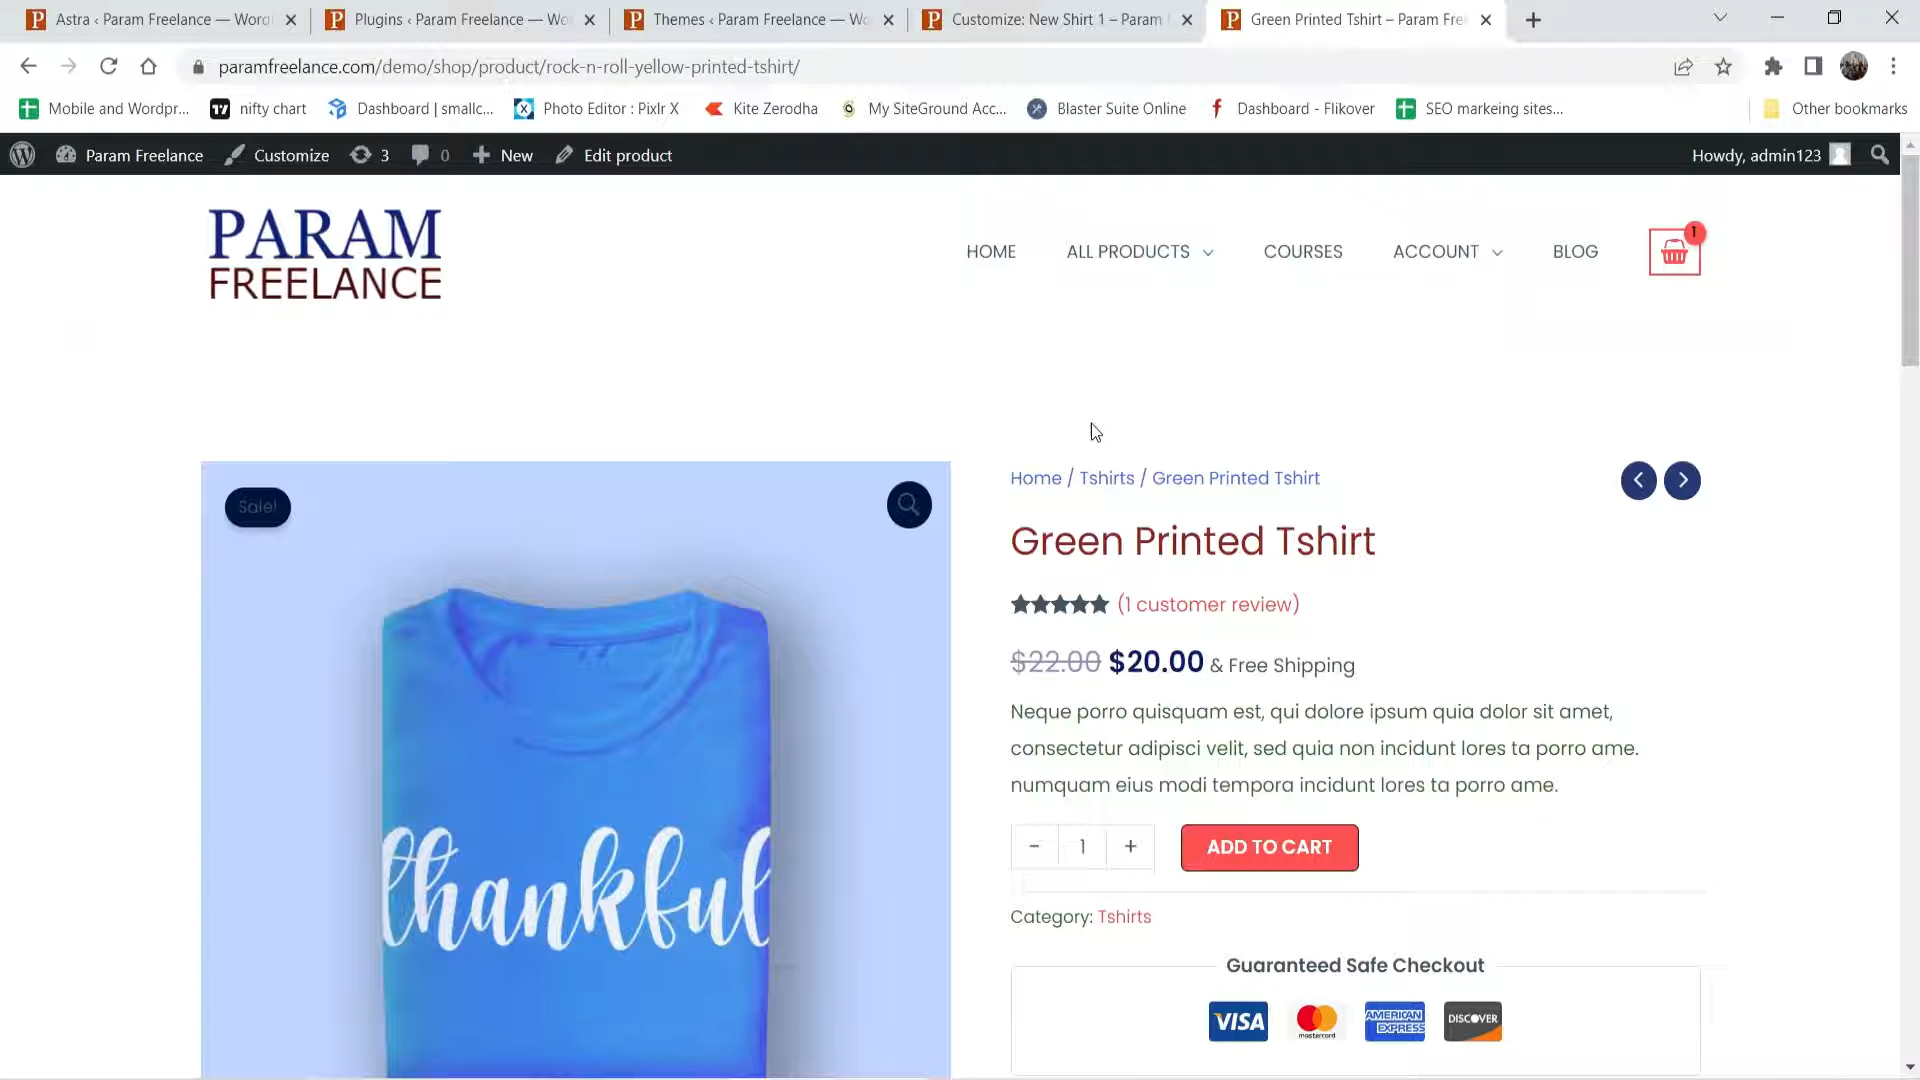 Astra ‹ Param Freelance — Word
Plugins ‹ Param Freelance — Wo
Themes ‹ Param Freelance — Wo
Customize: New Shirt 1 – Param
Green Printed Tshirt – Param Fre
paramfreelance.com/demo/shop/product/rock-n-roll-yellow-printed-tshirt/
Mobile and Wordpr...
nifty chart
Dashboard | smallc...
Photo Editor : Pixlr X
Kite Zerodha
My SiteGround Acc...
Blaster Suite Online
Dashboard - Flikover
SEO markeing sites...
Other bookmarks
Param Freelance
Customize
3
0
New
Edit product
Howdy, admin123
PARAM
FREELANCE
HOME
ALL PRODUCTS
COURSES
ACCOUNT
BLOG
1
Home / Tshirts / Green Printed Tshirt
Sale!
Green Printed Tshirt
(1 customer review)
$22.00 $20.00 & Free Shipping
Neque porro quisquam est, qui dolore ipsum quia dolor sit amet,
consectetur adipisci velit, sed quia non incidunt lores ta porro ame.
numquam eius modi tempora incidunt lores ta porro ame.
thankful
- 1 +
ADD TO CART
Category: Tshirts
Guaranteed Safe Checkout
VISA
mastercard
AMERICAN
EXPRESS
DISCOVER